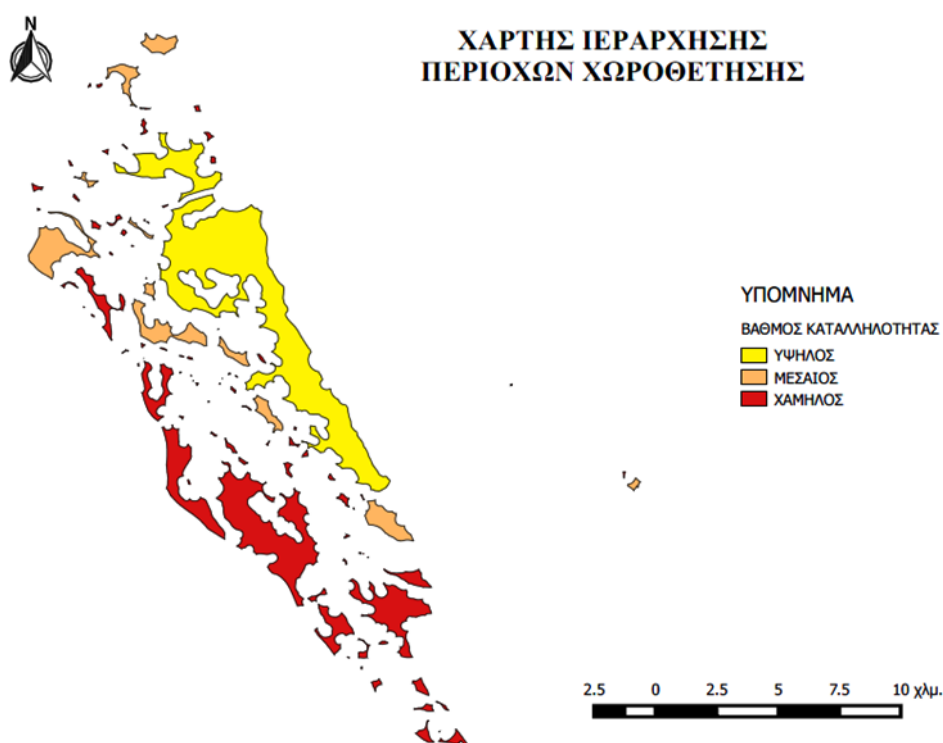 N
ΧΑΡΤΗΣ ΙΕΡΑΡΧΗΣΗΣ
ΠΕΡΙΟΧΩΝ ΧΩΡΟΘΕΤΗΣΗΣ
ΥΠΟΜΝΗΜΑ
ΒΑΘΜΟΣ ΚΑΤΑΛΛΗΛΟΤΗΤΑΣ
ΥΨΗΛΟΣ
ΜΕΣΑΙΟΣ
ΧΑΜΗΛΟΣ
2.5 0 2.5 5 7.5 10 χλμ.